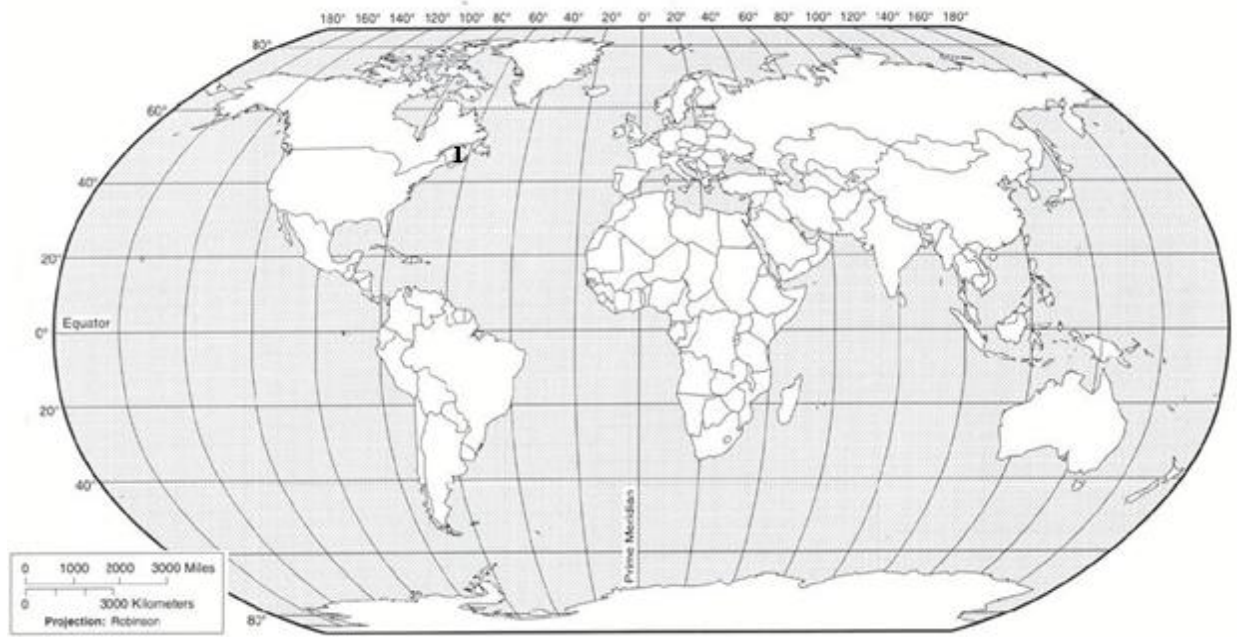 180° 160° 140° 120° 100° 80° 60° 40° 20° 0° 20° 40° 60° 80° 100° 120° 140° 160° 180°
80°
60°
1
40°
20°
Equator
0°
20°
40°
Prime Meridian
0 1000 2000 3000 Miles
0 3000 Kilometers
Projection: Robinson
80°